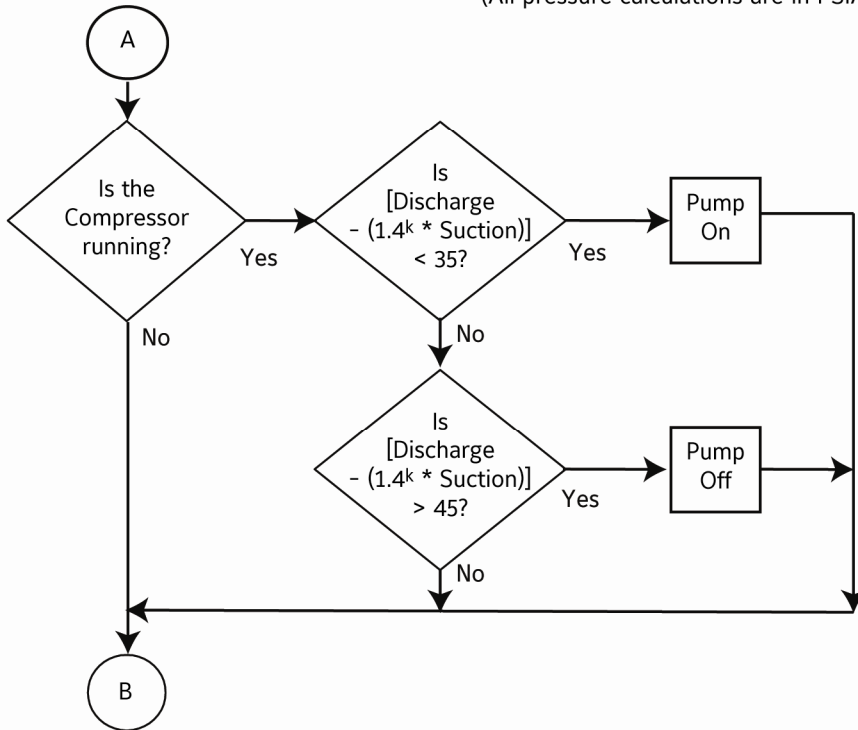 (All pressure calculations are in PSIA
A
Is the
Compressor
running?
Yes
No
Is
[Discharge
- (1.4ᵏ * Suction)]
< 35?
Yes
No
Pump
On
Is
[Discharge
- (1.4ᵏ * Suction)]
> 45?
Yes
No
Pump
Off
B